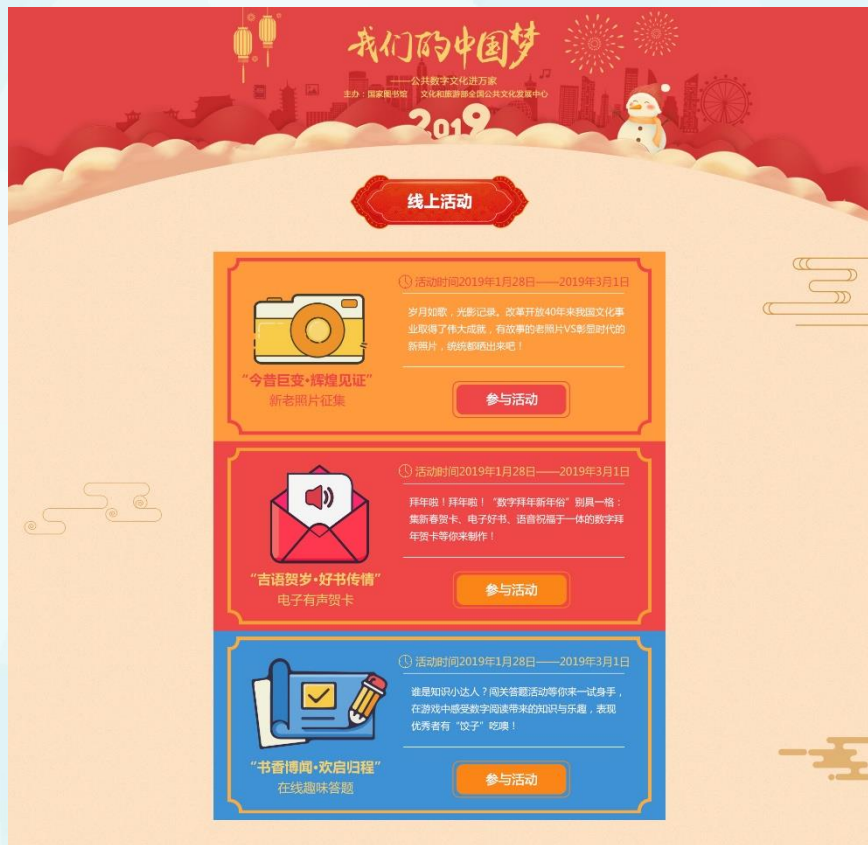 我们的中国梦
——公共数字文化进万家
主办：国家图书馆 文化和旅游部全国公共文化发展中心
2019
线上活动
活动时间2019年1月28日——2019年3月1日
岁月如歌，光影记录。改革开放40年来我国文化事
业取得了伟大成就，有故事的老照片VS彰显时代的
新照片，统统都晒出来吧！
“今昔巨变·辉煌见证”
新老照片征集
参与活动
活动时间2019年1月28日——2019年3月1日
拜年啦！拜年啦！“数字拜年新年俗”别具一格：
集新春贺卡、电子好书、语音祝福于一体的数字拜
年贺卡等你来制作！
“吉语贺岁·好书传情”
电子有声贺卡
参与活动
活动时间2019年1月28日——2019年3月1日
谁是知识小达人？闯关答题活动等你来一试身手，
在游戏中感受数字阅读带来的知识与乐趣，表现
优秀者有“饺子”吃噢！
“书香博闻·欢启归程”
在线趣味答题
参与活动